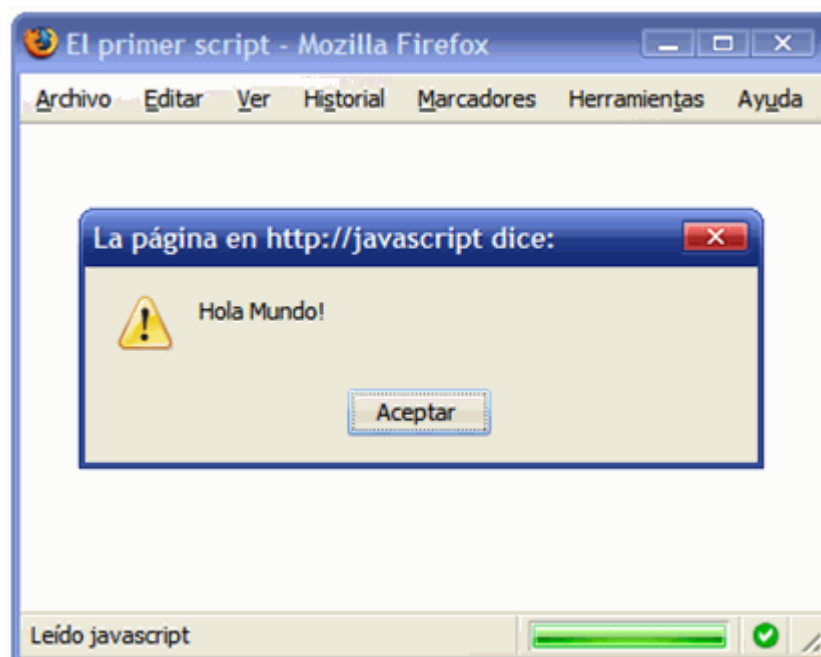 El primer script - Mozilla Firefox
Archivo Editar Ver Historial Marcadores Herramientas Ayuda
La página en http://javascript dice:
Hola Mundo!
Aceptar
Leído javascript